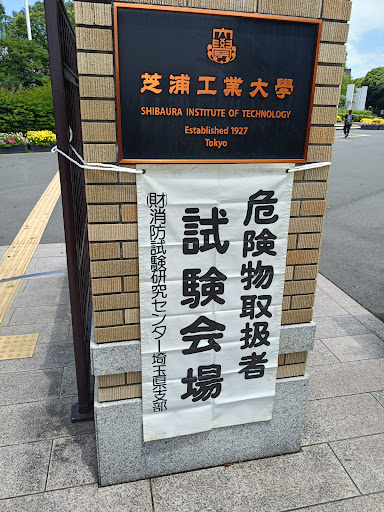 芝浦工業大學
SHIBAURA INSTITUTE OF TECHNOLOGY
Established 1927
Tokyo
危険物取扱者
試験会場
㈶消防試験研究センター埼玉県支部